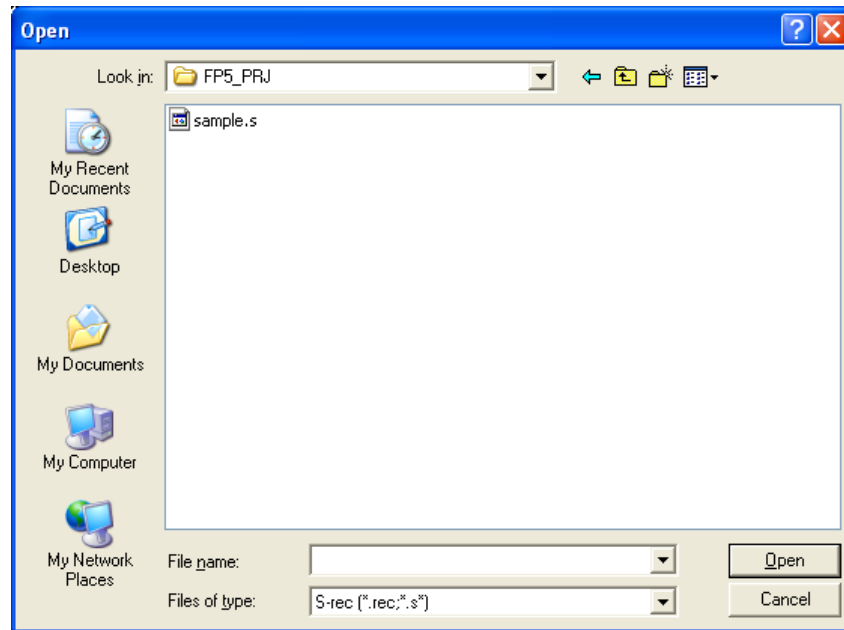 Open
Look in: FP5_PRJ
sample.s
My Recent
Documents
Desktop
My Documents
My Computer
My Network
Places
File name:
Open
Files of type: S-rec (*.rec;*.s*)
Cancel